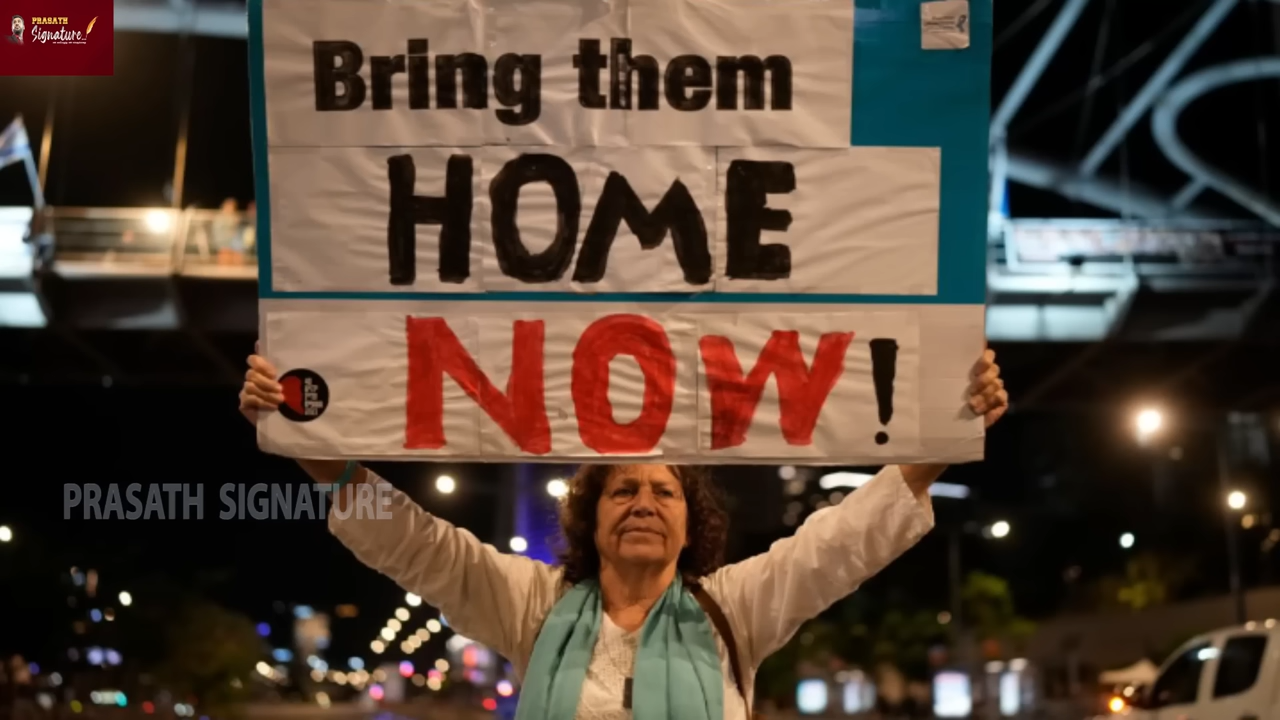 PRASATH
Signature..!
Bring them
HOME
NOW!
PRASATH SIGNATURE